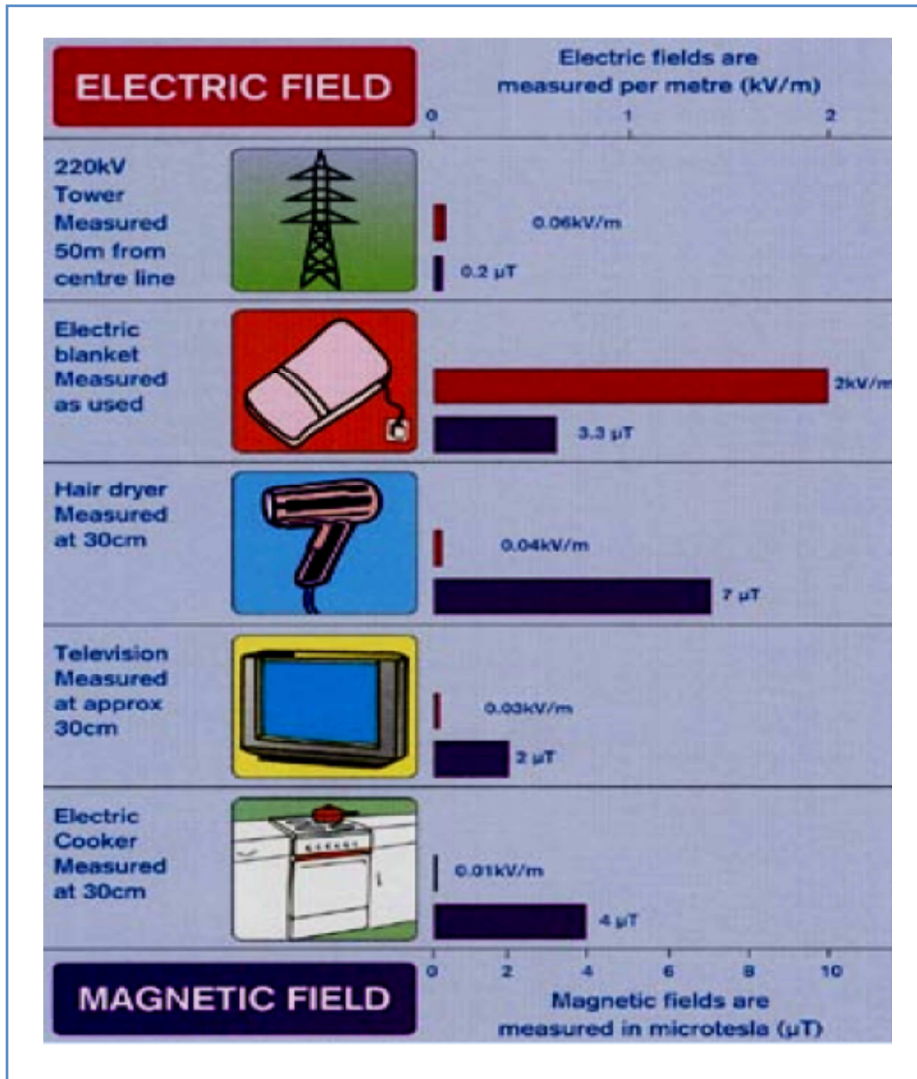 ELECTRIC FIELD
Electric fields are
measured per metre (kV/m)
0 1 2
220kV
Tower
Measured
50m from
centre line
0.06kV/m
0.2 µT
Electric
blanket
Measured
as used
2kV/m
3.3 µT
Hair dryer
Measured
at 30cm
0.04kV/m
7 µT
Television
Measured
at approx
30cm
0.03kV/m
2 µT
Electric
Cooker
Measured
at 30cm
0.01kV/m
4 µT
0 2 4 6 8 10
MAGNETIC FIELD
Magnetic fields are
measured in microtesla (µT)